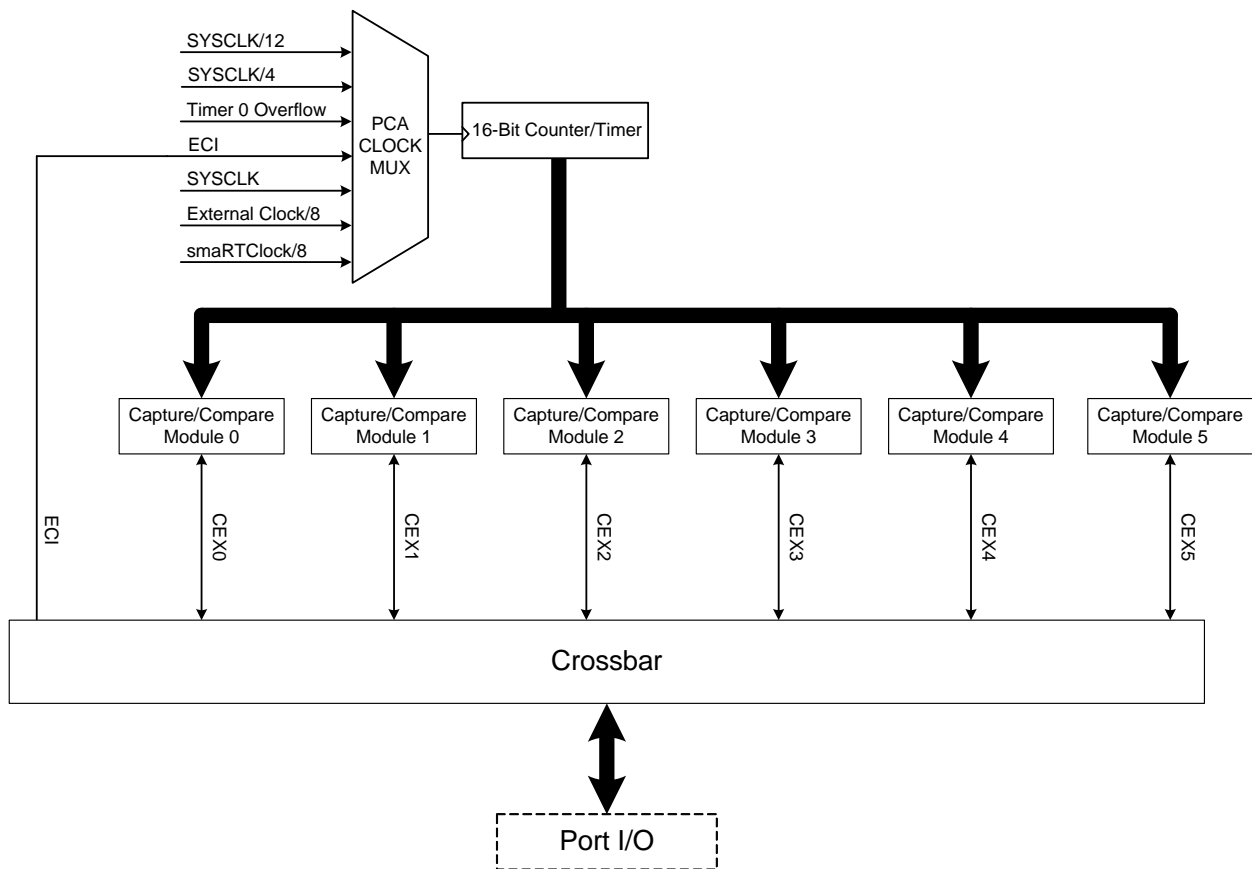 SYSCLK/12
SYSCLK/4
Timer 0 Overflow
ECI
SYSCLK
External Clock/8
smaRTClock/8
PCA
CLOCK
MUX
16-Bit Counter/Timer
Capture/Compare
Module 0
Capture/Compare
Module 1
Capture/Compare
Module 2
Capture/Compare
Module 3
Capture/Compare
Module 4
Capture/Compare
Module 5
ECI
CEX0
CEX1
CEX2
CEX3
CEX4
CEX5
Crossbar
Port I/O